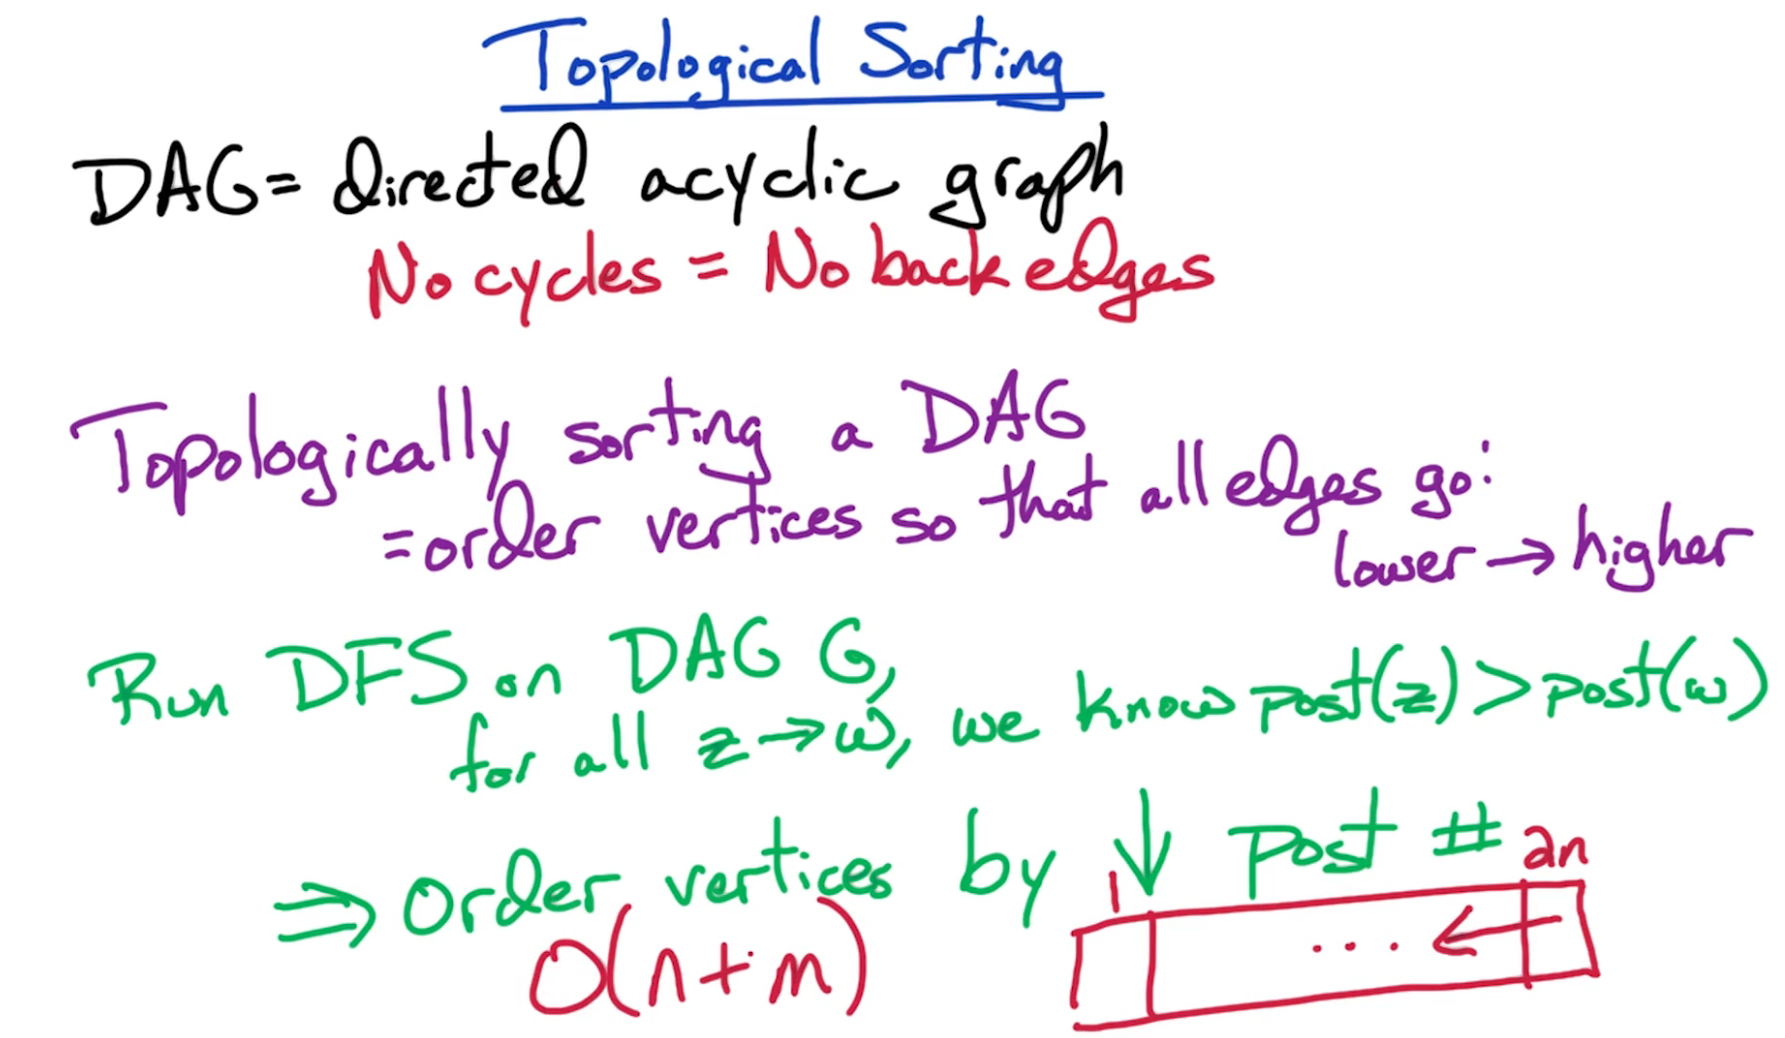 Topological Sorting
DAG = directed acyclic graph
No cycles = No back edges
Topologically sorting a DAG
= order vertices so that all edges go:
lower → higher
Run DFS on DAG G,
for all z → w, we know post(z) > post(w)
⇒ Order vertices by ↓ post #
O(n+m)
1 2n
... ←